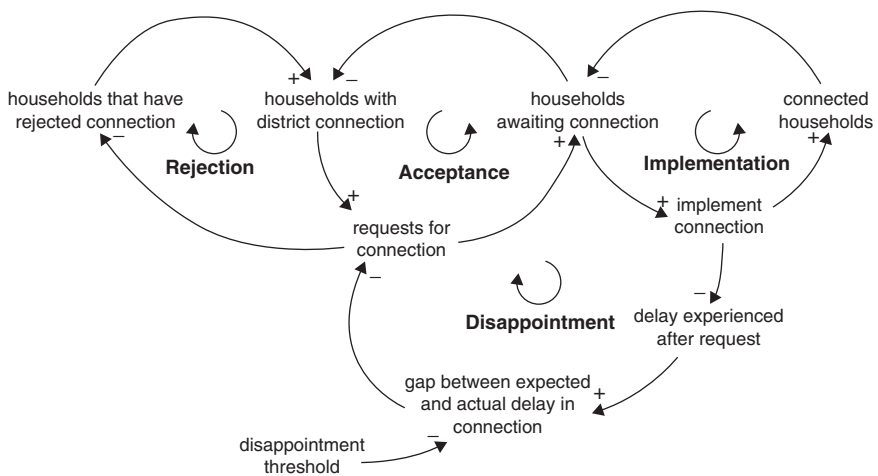 households that have
rejected connection
households with
district connection
households
awaiting connection
connected
households
Rejection
Acceptance
Implementation
requests for
connection
implement
connection
Disappointment
delay experienced
after request
gap between expected
and actual delay in
connection
disappointment
threshold